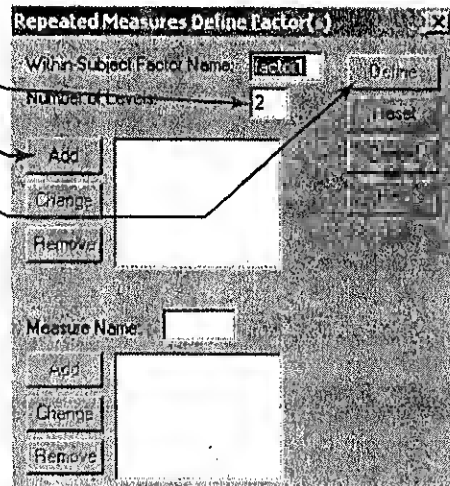 Repeated Measures Define Factor(s)
Within-Subject Factor Name: factor1
Define
Number of Levels: 2
Reset
Add
Change
Remove
Measure Name:
Add
Change
Remove